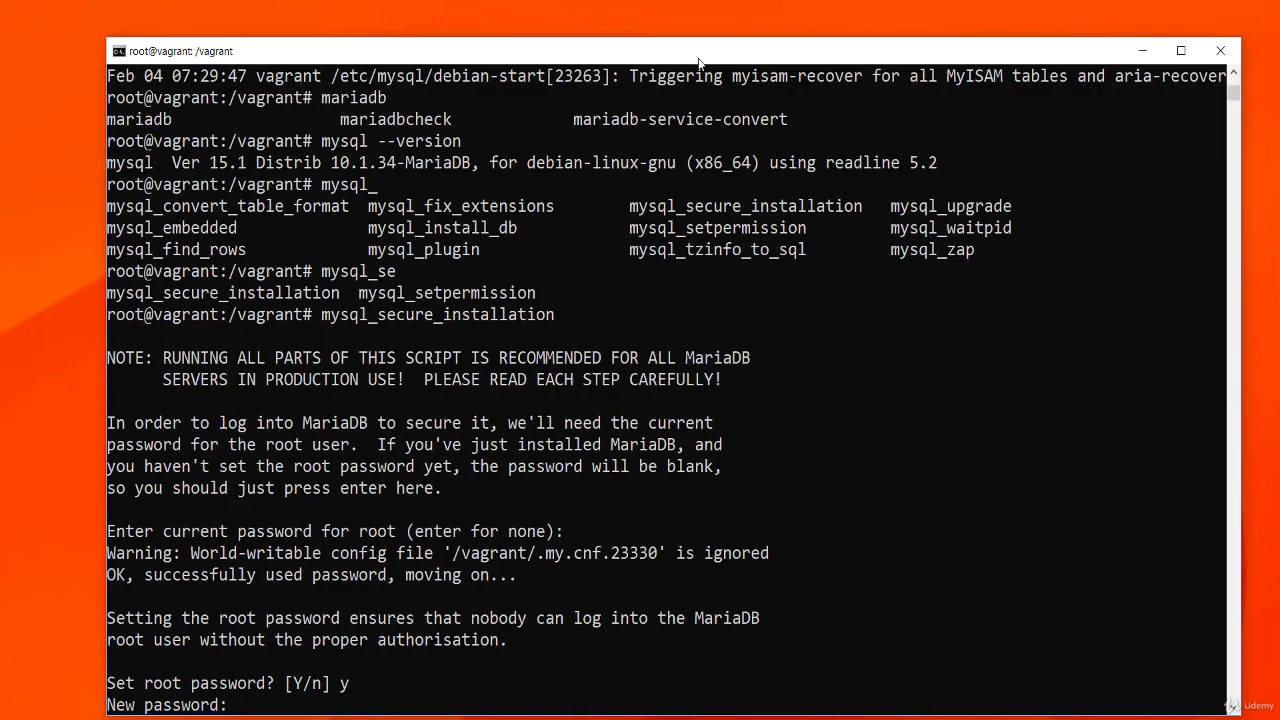 root@vagrant: /vagrant
Feb 04 07:29:47 vagrant /etc/mysql/debian-start[23263]: Triggering myisam-recover for all MyISAM tables and aria-recover
root@vagrant:/vagrant# mariadb
mariadb mariadbcheck mariadb-service-convert
root@vagrant:/vagrant# mysql --version
mysql Ver 15.1 Distrib 10.1.34-MariaDB, for debian-linux-gnu (x86_64) using readline 5.2
root@vagrant:/vagrant# mysql_
mysql_convert_table_format mysql_fix_extensions mysql_secure_installation mysql_upgrade
mysql_embedded mysql_install_db mysql_setpermission mysql_waitpid
mysql_find_rows mysql_plugin mysql_tzinfo_to_sql mysql_zap
root@vagrant:/vagrant# mysql_se
mysql_secure_installation mysql_setpermission
root@vagrant:/vagrant# mysql_secure_installation
NOTE: RUNNING ALL PARTS OF THIS SCRIPT IS RECOMMENDED FOR ALL MariaDB
SERVERS IN PRODUCTION USE! PLEASE READ EACH STEP CAREFULLY!
In order to log into MariaDB to secure it, we'll need the current
password for the root user. If you've just installed MariaDB, and
you haven't set the root password yet, the password will be blank,
so you should just press enter here.
Enter current password for root (enter for none):
Warning: World-writable config file '/vagrant/.my.cnf.23330' is ignored
OK, successfully used password, moving on...
Setting the root password ensures that nobody can log into the MariaDB
root user without the proper authorisation.
Set root password? [Y/n] y
New password:
Udemy